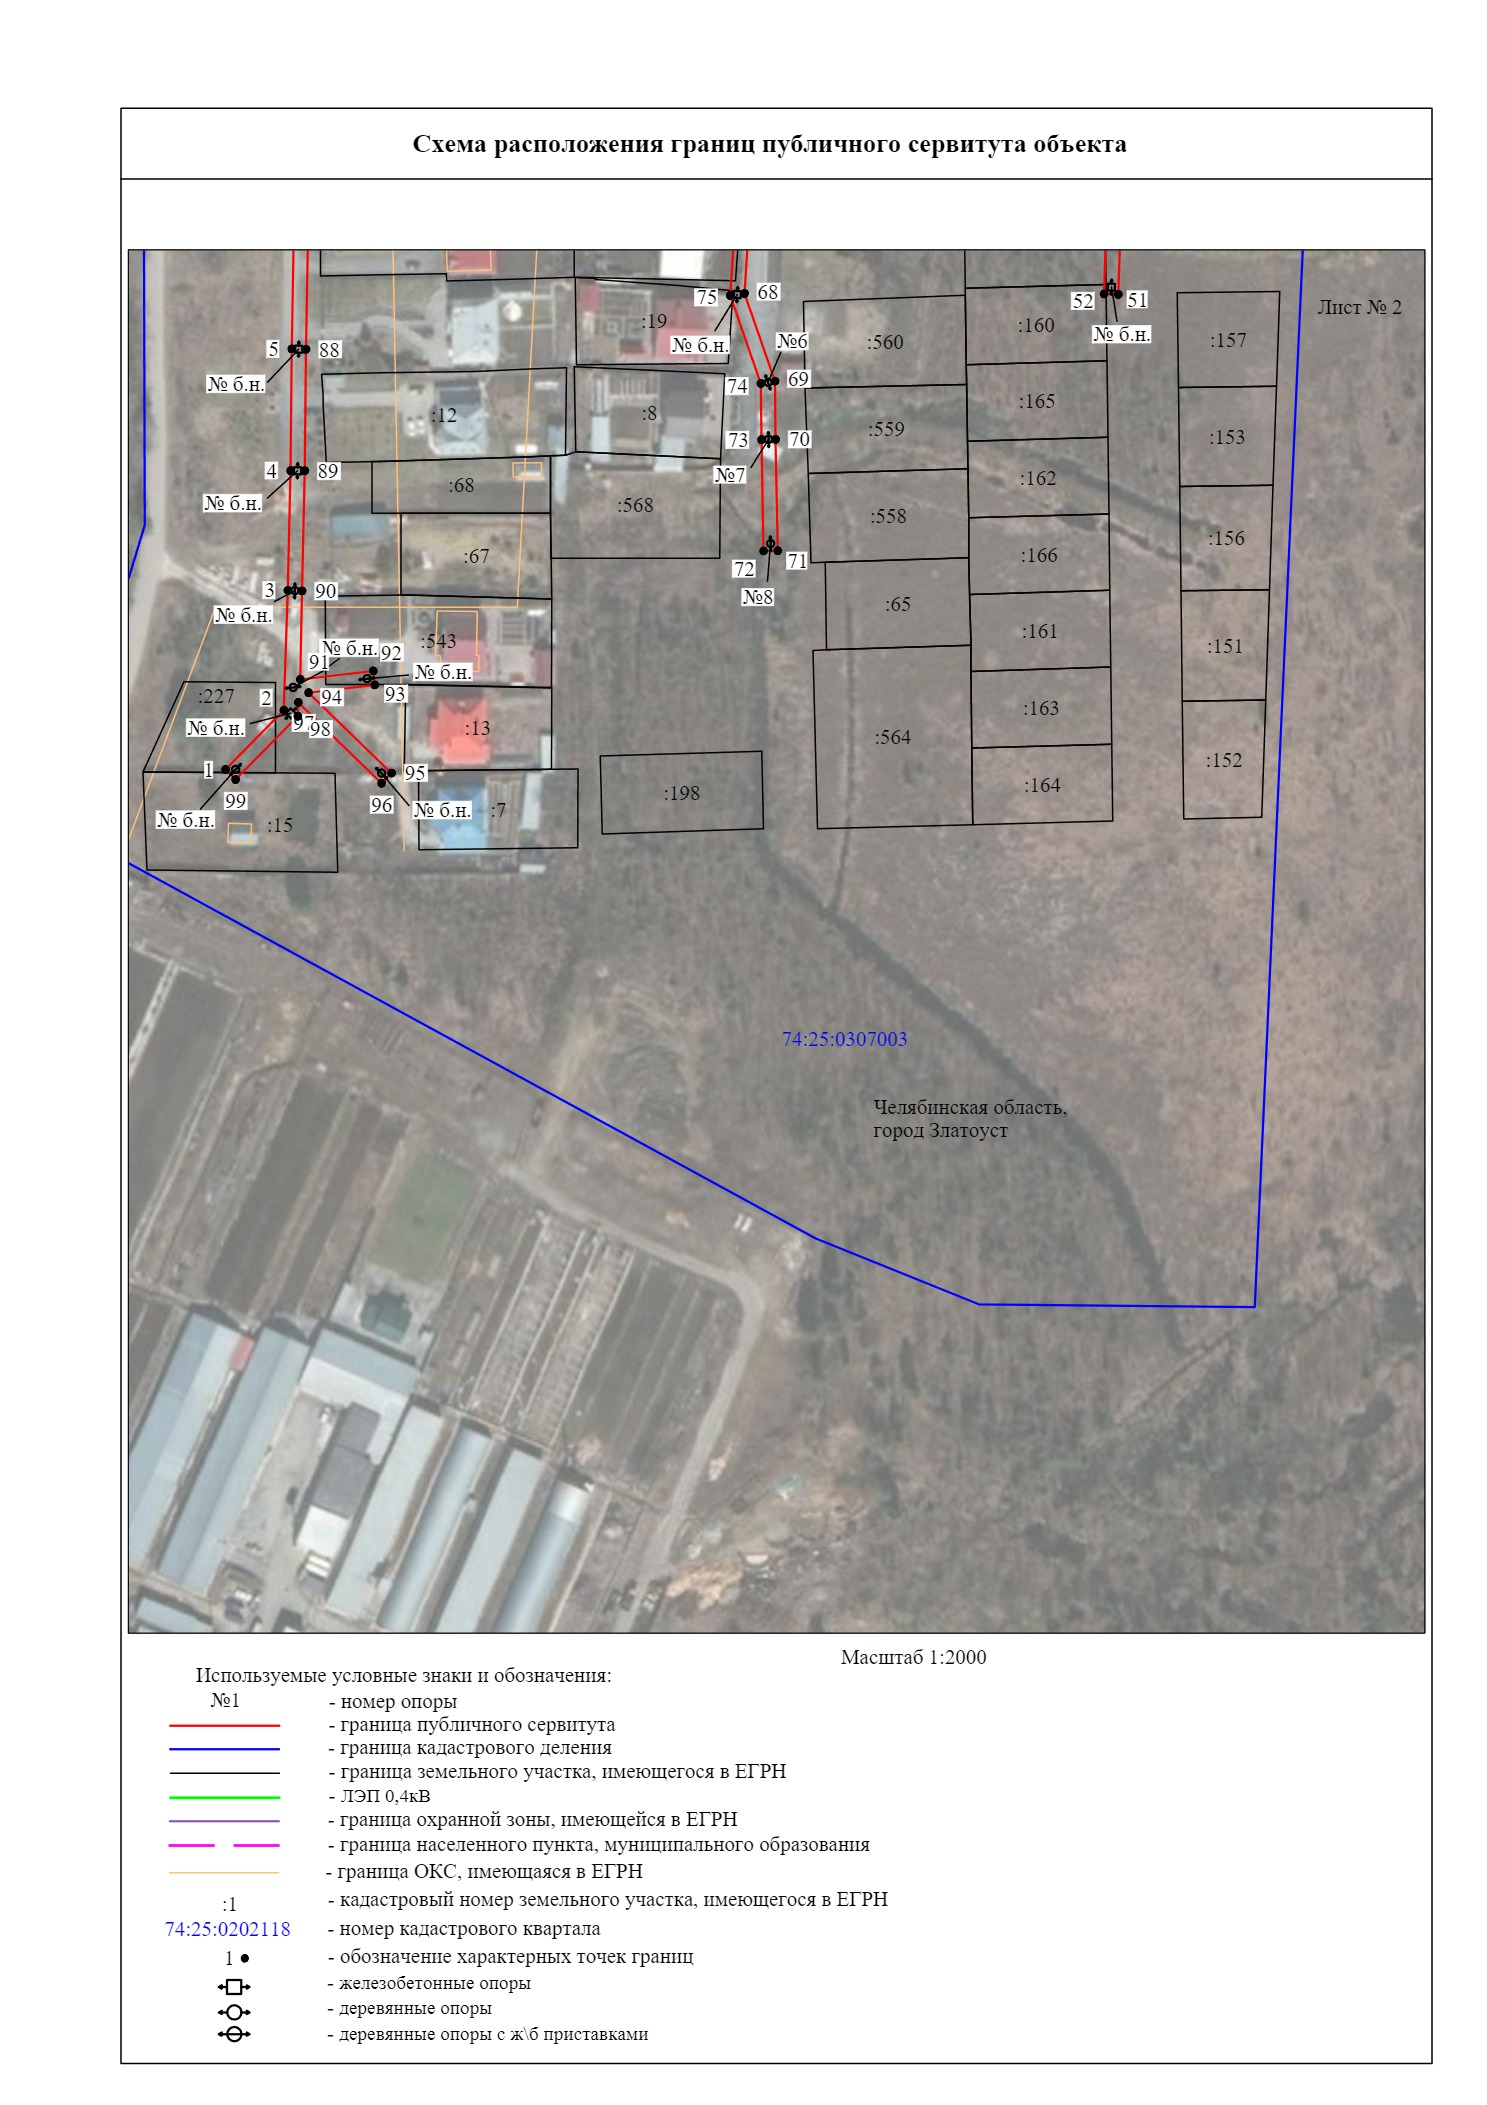 Схема расположения границ публичного сервитута объекта
Лист № 2
75
68
52
51
№ б.н.
:160
:157
:19
№ б.н.
№6
:560
5
88
№ б.н.
74
69
:165
:12
:8
73
70
:559
:153
4
89
№7
:162
№ б.н.
:68
:568
:558
:156
:67
72
71
:166
3
90
№8
№ б.н.
:65
:161
:543
:151
№ б.н.
92
91
№ б.н.
93
:227
2
94
:163
№ б.н.
97
98
:13
:564
1
95
:152
99
96
:198
:164
№ б.н.
№ б.н.
:7
:15
74:25:0307003
Челябинская область,
город Златоуст
Масштаб 1:2000
Используемые условные знаки и обозначения:
№1 - номер опоры
- граница публичного сервитута
- граница кадастрового деления
- граница земельного участка, имеющегося в ЕГРН
- ЛЭП 0,4кВ
- граница охранной зоны, имеющейся в ЕГРН
- граница населенного пункта, муниципального образования
- граница ОКС, имеющаяся в ЕГРН
:1 - кадастровый номер земельного участка, имеющегося в ЕГРН
74:25:0202118 - номер кадастрового квартала
1 - обозначение характерных точек границ
- железобетонные опоры
- деревянные опоры
- деревянные опоры с ж\б приставками